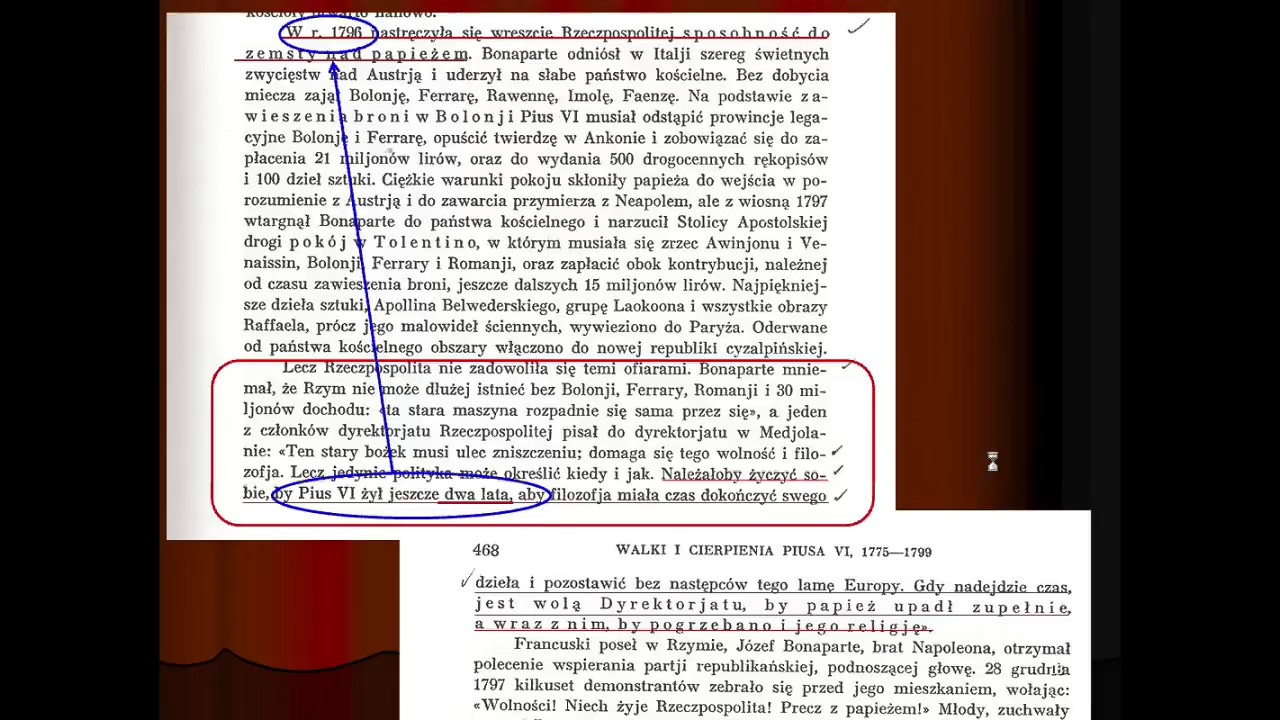 kościoły otwarto nanowo.
W r. 1796 nastręczyła się wreszcie Rzeczpospolitej sposobność do
zemsty nad papieżem. Bonaparte odniósł w Italji szereg świetnych
zwycięstw nad Austrją i uderzył na słabe państwo kościelne. Bez dobycia
miecza zajął Bolonję, Ferrarę, Rawennę, Imolę, Faenzę. Na podstawie za-
wieszenia broni w Bolonji Pius VI musiał odstąpić prowincje lega-
cyjne Bolonję i Ferrarę, opuścić twierdzę w Ankonie i zobowiązać się do za-
płacenia 21 miljonów lirów, oraz do wydania 500 drogocennych rękopisów
i 100 dzieł sztuki. Ciężkie warunki pokoju skłoniły papieża do wejścia w po-
rozumienie z Austrją i do zawarcia przymierza z Neapolem, ale z wiosną 1797
wtargnął Bonaparte do państwa kościelnego i narzucił Stolicy Apostolskiej
drogi pokój w Tolentino, w którym musiała się zrzec Awinjonu i Ve-
naissin, Bolonji, Ferrary i Romanji, oraz zapłacić obok kontrybucji, należnej
od czasu zawieszenia broni, jeszcze dalszych 15 miljonów lirów. Najpiękniej-
sze dzieła sztuki, Apollina Belwederskiego, grupę Laokoona i wszystkie obrazy
Raffaela, prócz jego malowideł ściennych, wywieziono do Paryża. Oderwane
od państwa kościelnego obszary włączono do nowej republiki cyzalpińskiej.
Lecz Rzeczpospolita nie zadowoliła się temi ofiarami. Bonaparte mnie-
mał, że Rzym nie może dłużej istnieć bez Bolonji, Ferrary, Romanji i 30 mi-
ljonów dochodu: «ta stara maszyna rozpadnie się sama przez się», a jeden
z członków dyrektorjatu Rzeczpospolitej pisał do dyrektorjatu w Medjola-
nie: «Ten stary bożek musi ulec zniszczeniu; domaga się tego wolność i filo-
zofja. Lecz jedynie polityka może określić kiedy i jak. Należałoby życzyć so-
bie, by Pius VI żył jeszcze dwa lata, aby filozofja miała czas dokończyć swego
468 WALKI I CIERPIENIA PIUSA VI, 1775—1799
dzieła i pozostawić bez następców tego lamę Europy. Gdy nadejdzie czas,
jest wolą Dyrektorjatu, by papież upadł zupełnie,
a wraz z nim, by pogrzebano i jego religję».
Francuski poseł w Rzymie, Józef Bonaparte, brat Napoleona, otrzymał
polecenie wspierania partji republikańskiej, podnoszącej głowę. 28 grudnia
1797 kilkuset demonstrantów zebrało się przed jego mieszkaniem, wołając:
«Wolności! Niech żyje Rzeczpospolita! Precz z papieżem!» Młody, zuchwały